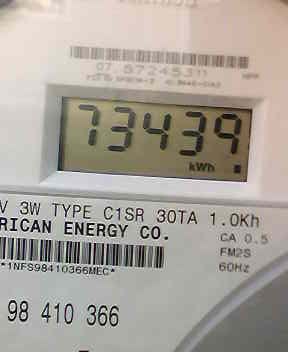 73439
kWh
V 3W TYPE C1SR 30TA 1.0Kh
RICAN ENERGY CO.
CA 0.5
FM2S
60Hz
*1NFS98410366MEC*
98 410 366